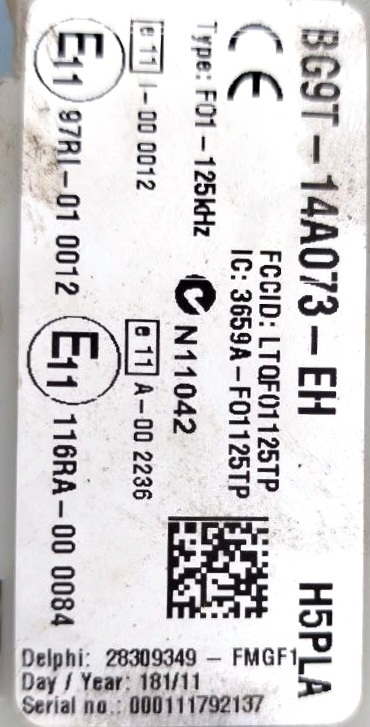 BG9T-14A073-EH H5PLA
FCCID: LTQF01125TP
IC: 3659A-F01125TP
CE
Type: F01-125kHz N11042
e11 I-00 0012 e11 A-00 2236
E11 97RI-01 0012 E11 116RA-00 0084
Delphi: 28309349 - FMGF1
Day / Year: 181/11
Serial no.: 000111792137